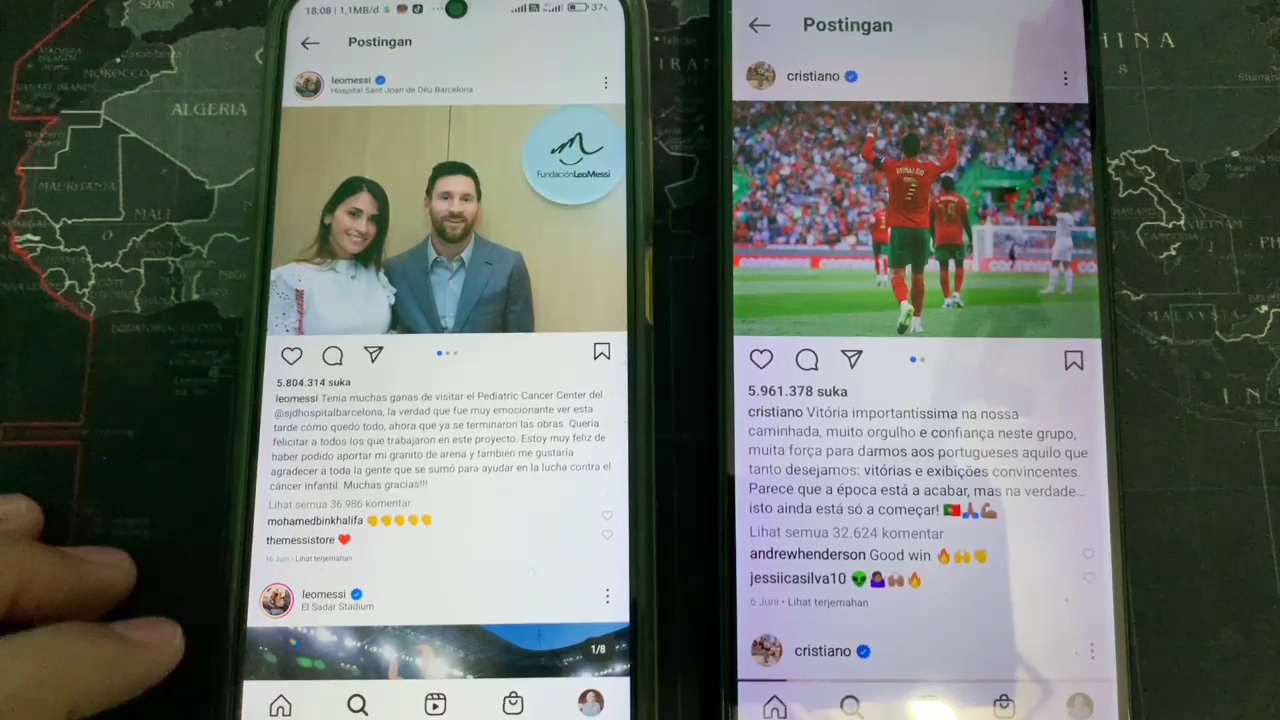 18:08 | 1,1MB/d
37%
Postingan
leomessi
Hospital Sant Joan de Déu Barcelona
FundaciónLeoMessi
5.804.314 suka
leomessi Tenía muchas ganas de visitar el Pediatric Cancer Center del
@sjdhospitalbarcelona, la verdad que fue muy emocionante ver esta
tarde cómo quedó todo, ahora que ya se terminaron las obras. Quería
felicitar a todos los que trabajaron en este proyecto. Estoy muy feliz de
haber podido aportar mi granito de arena y también me gustaría
agradecer a toda la gente que se sumó para ayudar en la lucha contra el
cáncer infantil. Muchas gracias!!!
Lihat semua 36.986 komentar
mohamedbinkhalifa 👏👏👏👏👏
themessistore ❤️
16 Juni • Lihat terjemahan
leomessi
El Sadar Stadium
1/8
Postingan
cristiano
RONALDO
7
5.961.378 suka
cristiano Vitória importantíssima na nossa
caminhada, muito orgulho e confiança neste grupo,
muita força para darmos aos portugueses aquilo que
tanto desejamos: vitórias e exibições convincentes.
Parece que a época está a acabar, mas na verdade…
isto ainda está só a começar! 🇵🇹🙏🏽💪🏽
Lihat semua 32.624 komentar
andrewhenderson Good win 🔥🙌👏
jessiicasilva10 👽🤷🏾‍♀️🙌🏽🔥
6 Juni • Lihat terjemahan
cristiano
SPAIN
MOROCCO
ALGERIA
MAURITANIA
MALI
IRAN
HINA
VIETNAM
MALAYSIA